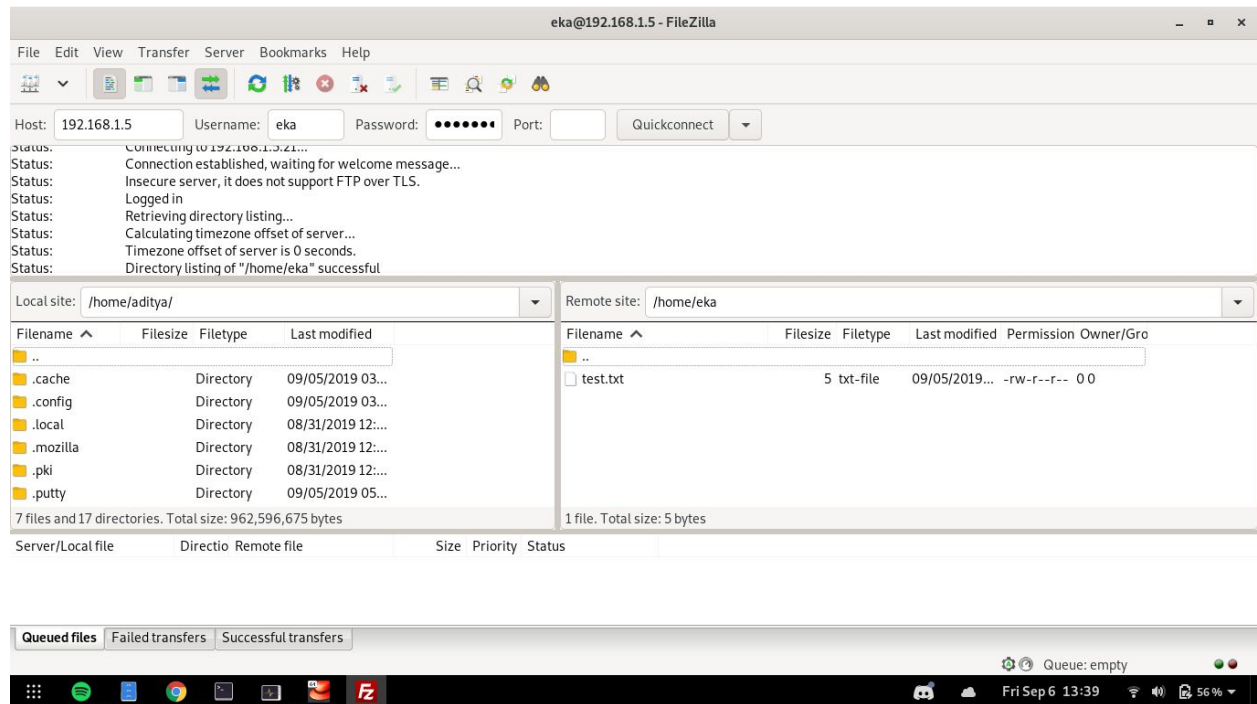 eka@192.168.1.5 - FileZilla
File Edit View Transfer Server Bookmarks Help
Host: 192.168.1.5 Username: eka Password: ●●●●●●● Port: Quickconnect
Status: Connecting to 192.168.1.5:21...
Status: Connection established, waiting for welcome message...
Status: Insecure server, it does not support FTP over TLS.
Status: Logged in
Status: Retrieving directory listing...
Status: Calculating timezone offset of server...
Status: Timezone offset of server is 0 seconds.
Status: Directory listing of "/home/eka" successful
Local site: /home/aditya/
Filename Filesize Filetype Last modified
..
.cache Directory 09/05/2019 03...
.config Directory 09/05/2019 03...
.local Directory 08/31/2019 12:...
.mozilla Directory 08/31/2019 12:...
.pki Directory 08/31/2019 12:...
.putty Directory 09/05/2019 05...
7 files and 17 directories. Total size: 962,596,675 bytes
Remote site: /home/eka
Filename Filesize Filetype Last modified Permission Owner/Gro
..
test.txt 5 txt-file 09/05/2019... -rw-r--r-- 0 0
1 file. Total size: 5 bytes
Server/Local file Directio Remote file Size Priority Status
Queued files Failed transfers Successful transfers
Queue: empty
Fri Sep 6 13:39 56 %